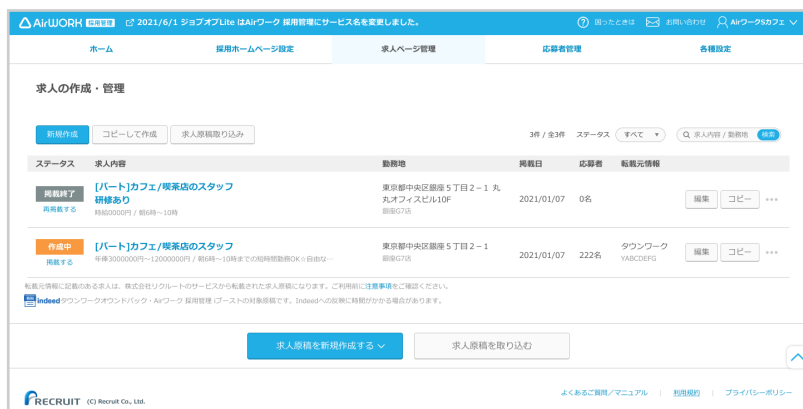 AirWORK 採用管理 2021/6/1 ジョブオプLite はAirワーク 採用管理にサービス名を変更しました。 困ったときは お問い合わせ AirワークSカフェ
ホーム 採用ホームページ設定 求人ページ管理 応募者管理 各種設定
求人の作成・管理
新規作成 コピーして作成 求人原稿取り込み 3件 / 全3件 ステータス すべて 求人内容 / 勤務地 検索
ステータス 求人内容 勤務地 掲載日 応募者 転載元情報
[パート]カフェ/喫茶店のスタッフ 東京都中央区銀座5丁目2-1 丸
掲載終了 研修あり 丸オフィスビル10F 2021/01/07 0名 編集 コピー
再掲載する 時給0000円 / 朝6時〜10時 銀座G7店
作成中 [パート]カフェ/喫茶店のスタッフ 東京都中央区銀座5丁目2-1 2021/01/07 222名 タウンワーク 編集 コピー
掲載する 年俸3000000円〜12000000円 / 朝6時〜10時までの短時間勤務OK☆自由な… 銀座G7店 YABCDEFG
転載元情報に記載のある求人は、株式会社リクルートのサービスから転載された求人原稿になります。ご利用前に注意事項をご確認ください。
indeed タウンワークオウンドパック・Airワーク 採用管理 iブーストの対象原稿です。Indeedへの反映に時間がかかる場合があります。
求人原稿を新規作成する 求人原稿を取り込む
よくあるご質問/マニュアル | 利用規約 | プライバシーポリシー
RECRUIT (C) Recruit Co., Ltd.